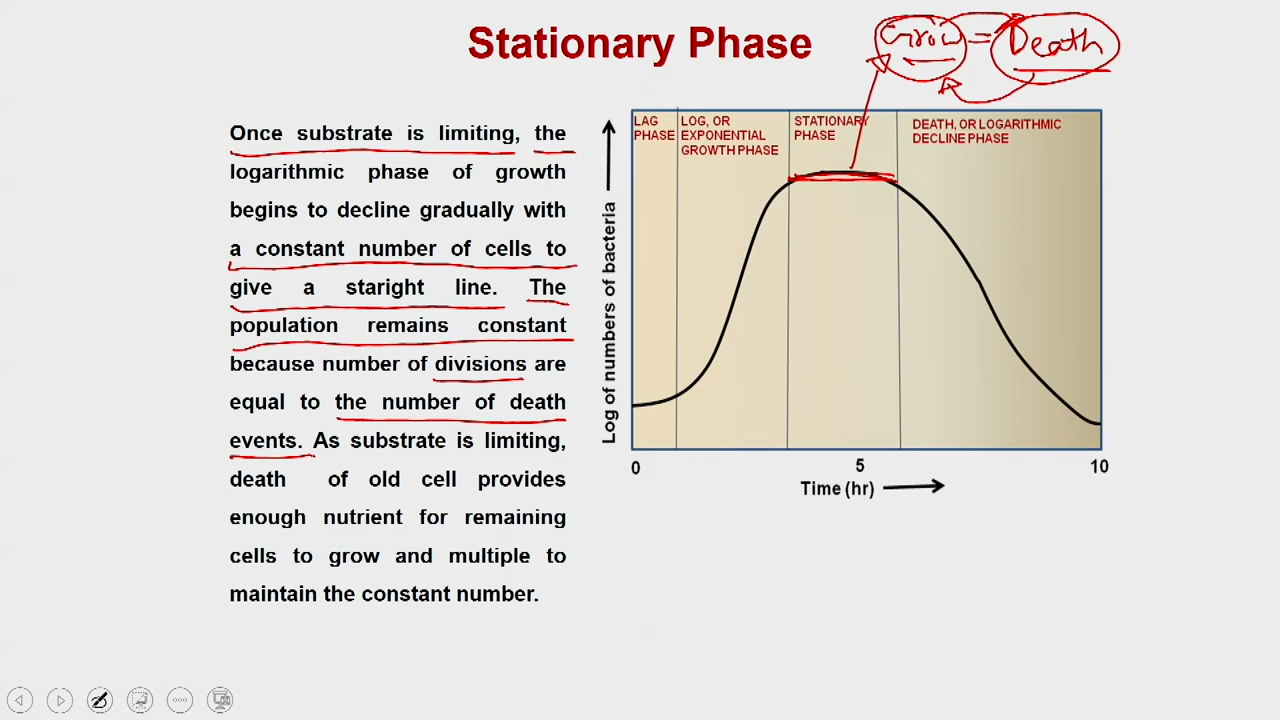 Stationary Phase
Grow = Death
Once substrate is limiting, the
logarithmic phase of growth
begins to decline gradually with
a constant number of cells to
give a staright line. The
population remains constant
because number of divisions are
equal to the number of death
events. As substrate is limiting,
death of old cell provides
enough nutrient for remaining
cells to grow and multiple to
maintain the constant number.
LAG
PHASE
LOG, OR
EXPONENTIAL
GROWTH PHASE
STATIONARY
PHASE
DEATH, OR LOGARITHMIC
DECLINE PHASE
Log of numbers of bacteria
0
5
10
Time (hr)